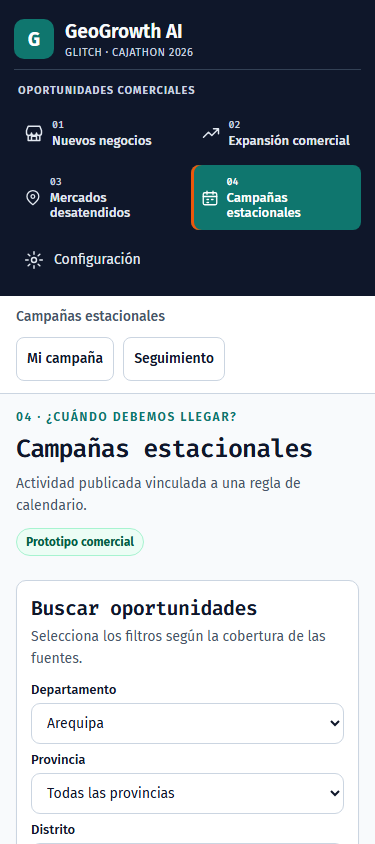 G
GeoGrowth AI
GLITCH · CAJATHON 2026
OPORTUNIDADES COMERCIALES
01
Nuevos negocios
02
Expansión comercial
03
Mercados
desatendidos
04
Campañas
estacionales
Configuración
Campañas estacionales
Mi campaña
Seguimiento
04 · ¿CUÁNDO DEBEMOS LLEGAR?
Campañas estacionales
Actividad publicada vinculada a una regla de
calendario.
Prototipo comercial
Buscar oportunidades
Selecciona los filtros según la cobertura de las
fuentes.
Departamento
Arequipa
Provincia
Todas las provincias
Distrito